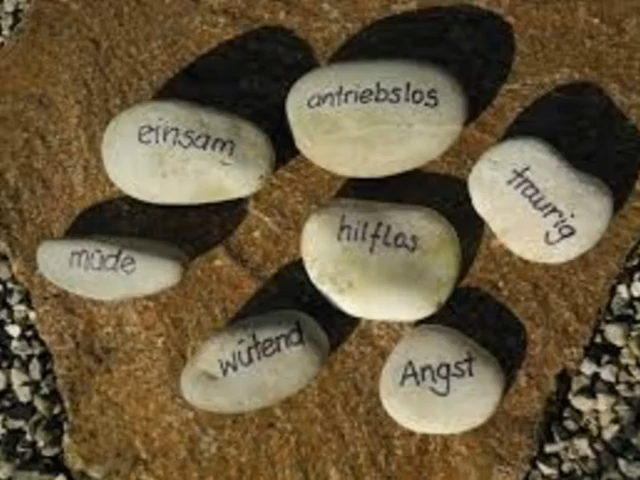 antriebslos
einsam
traurig
hilflos
müde
wütend
Angst